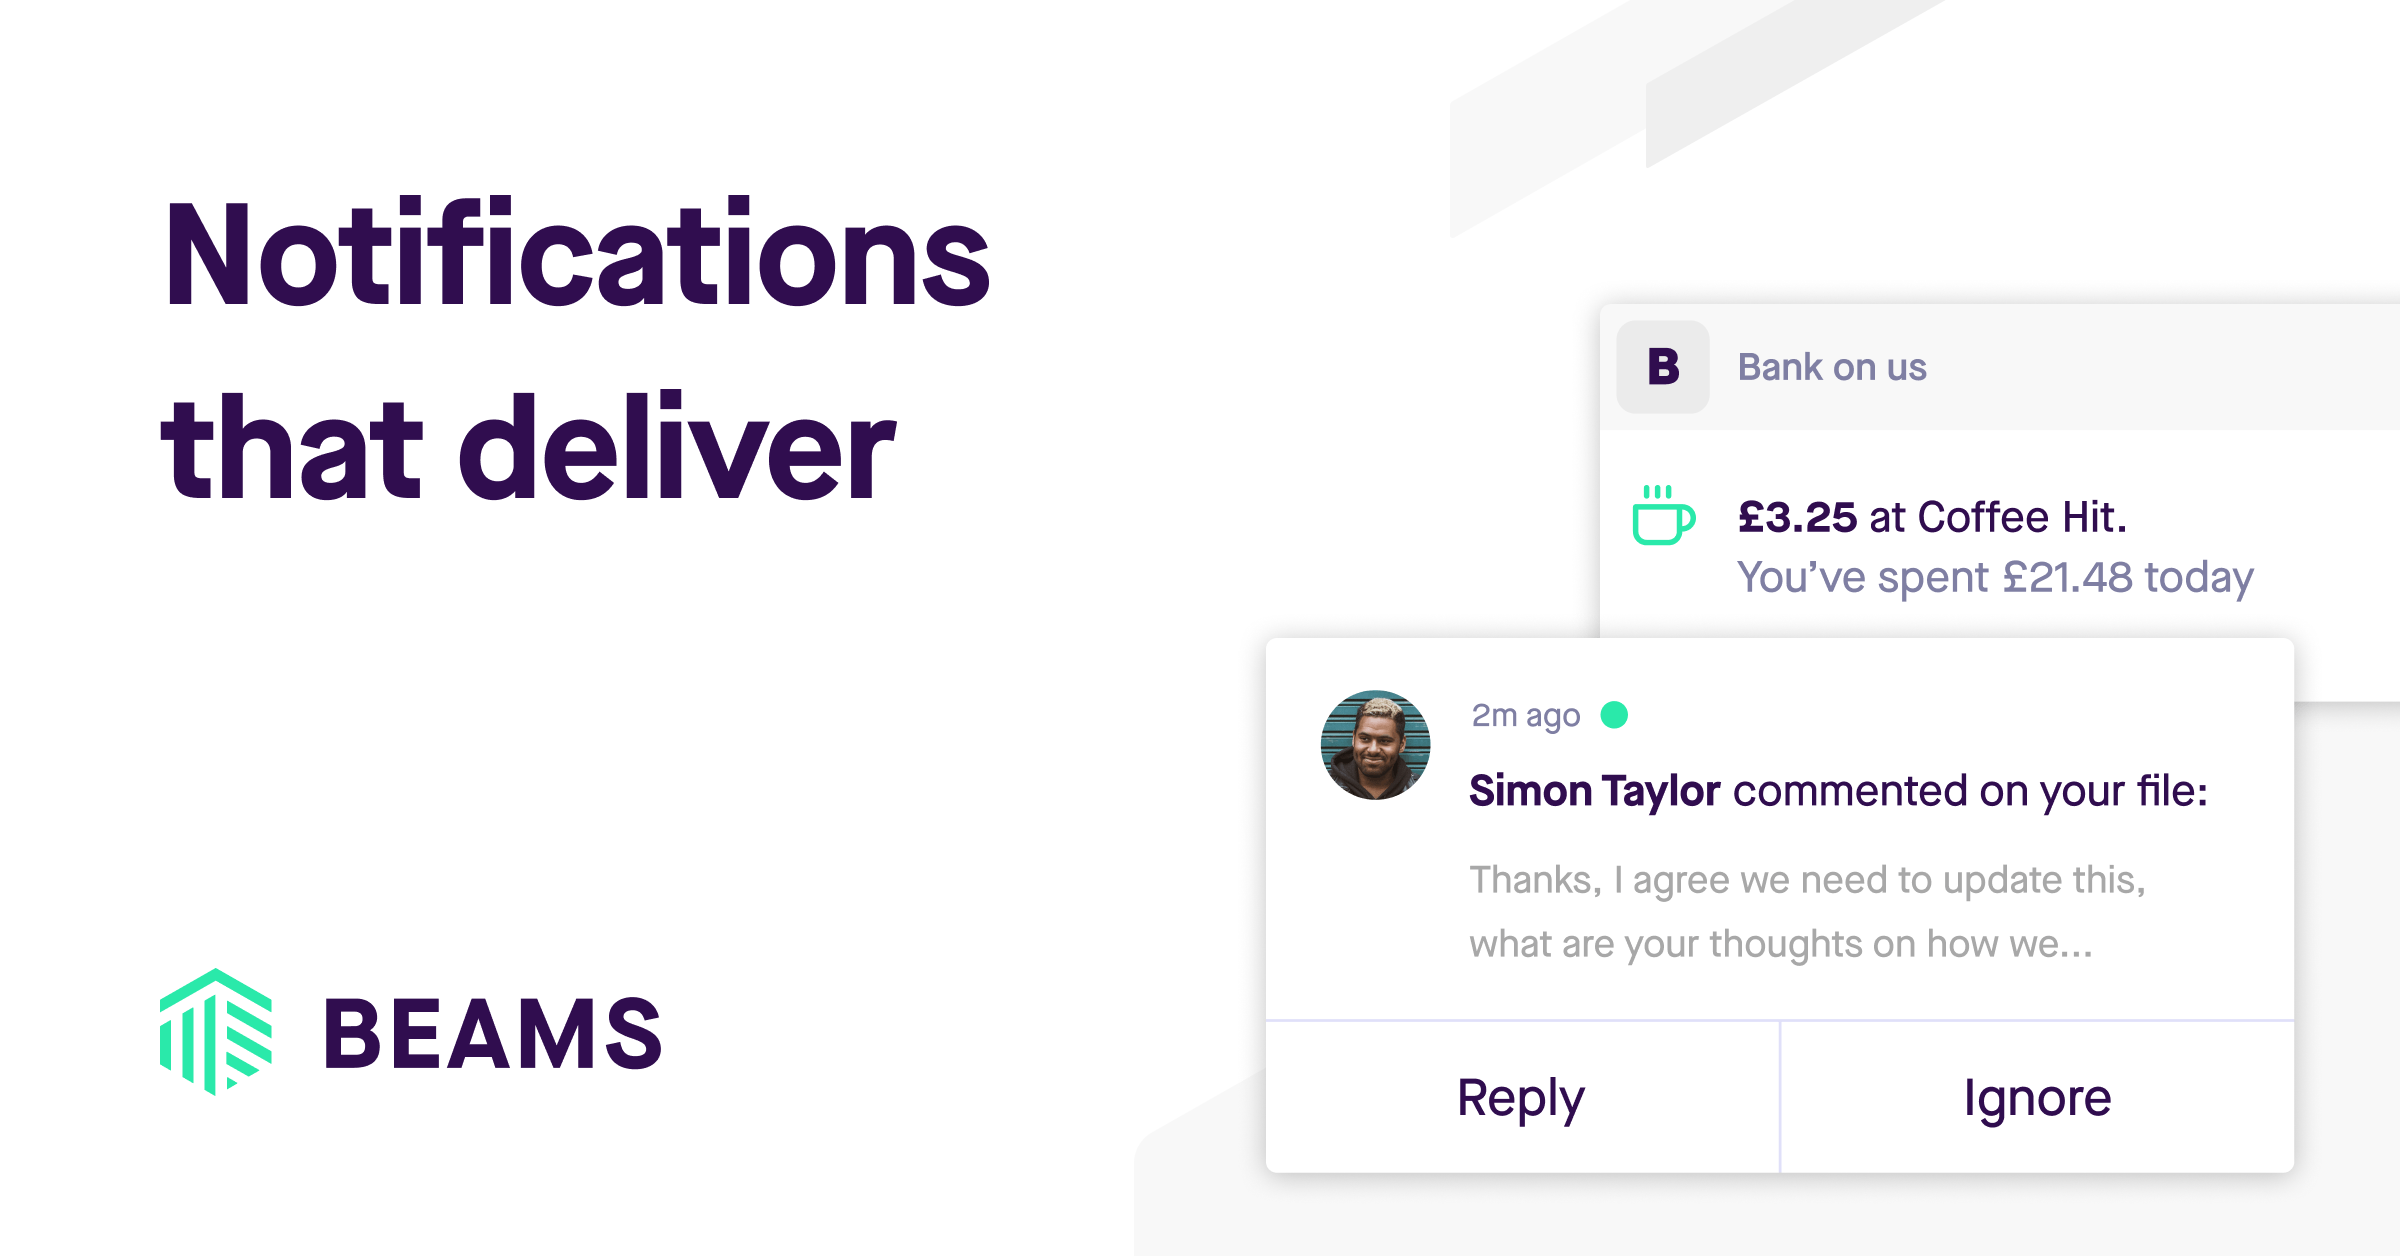 Notifications
that deliver
BEAMS
B
Bank on us
£3.25 at Coffee Hit.
You’ve spent £21.48 today
2m ago
Simon Taylor commented on your file:
Thanks, I agree we need to update this,
what are your thoughts on how we...
Reply
Ignore